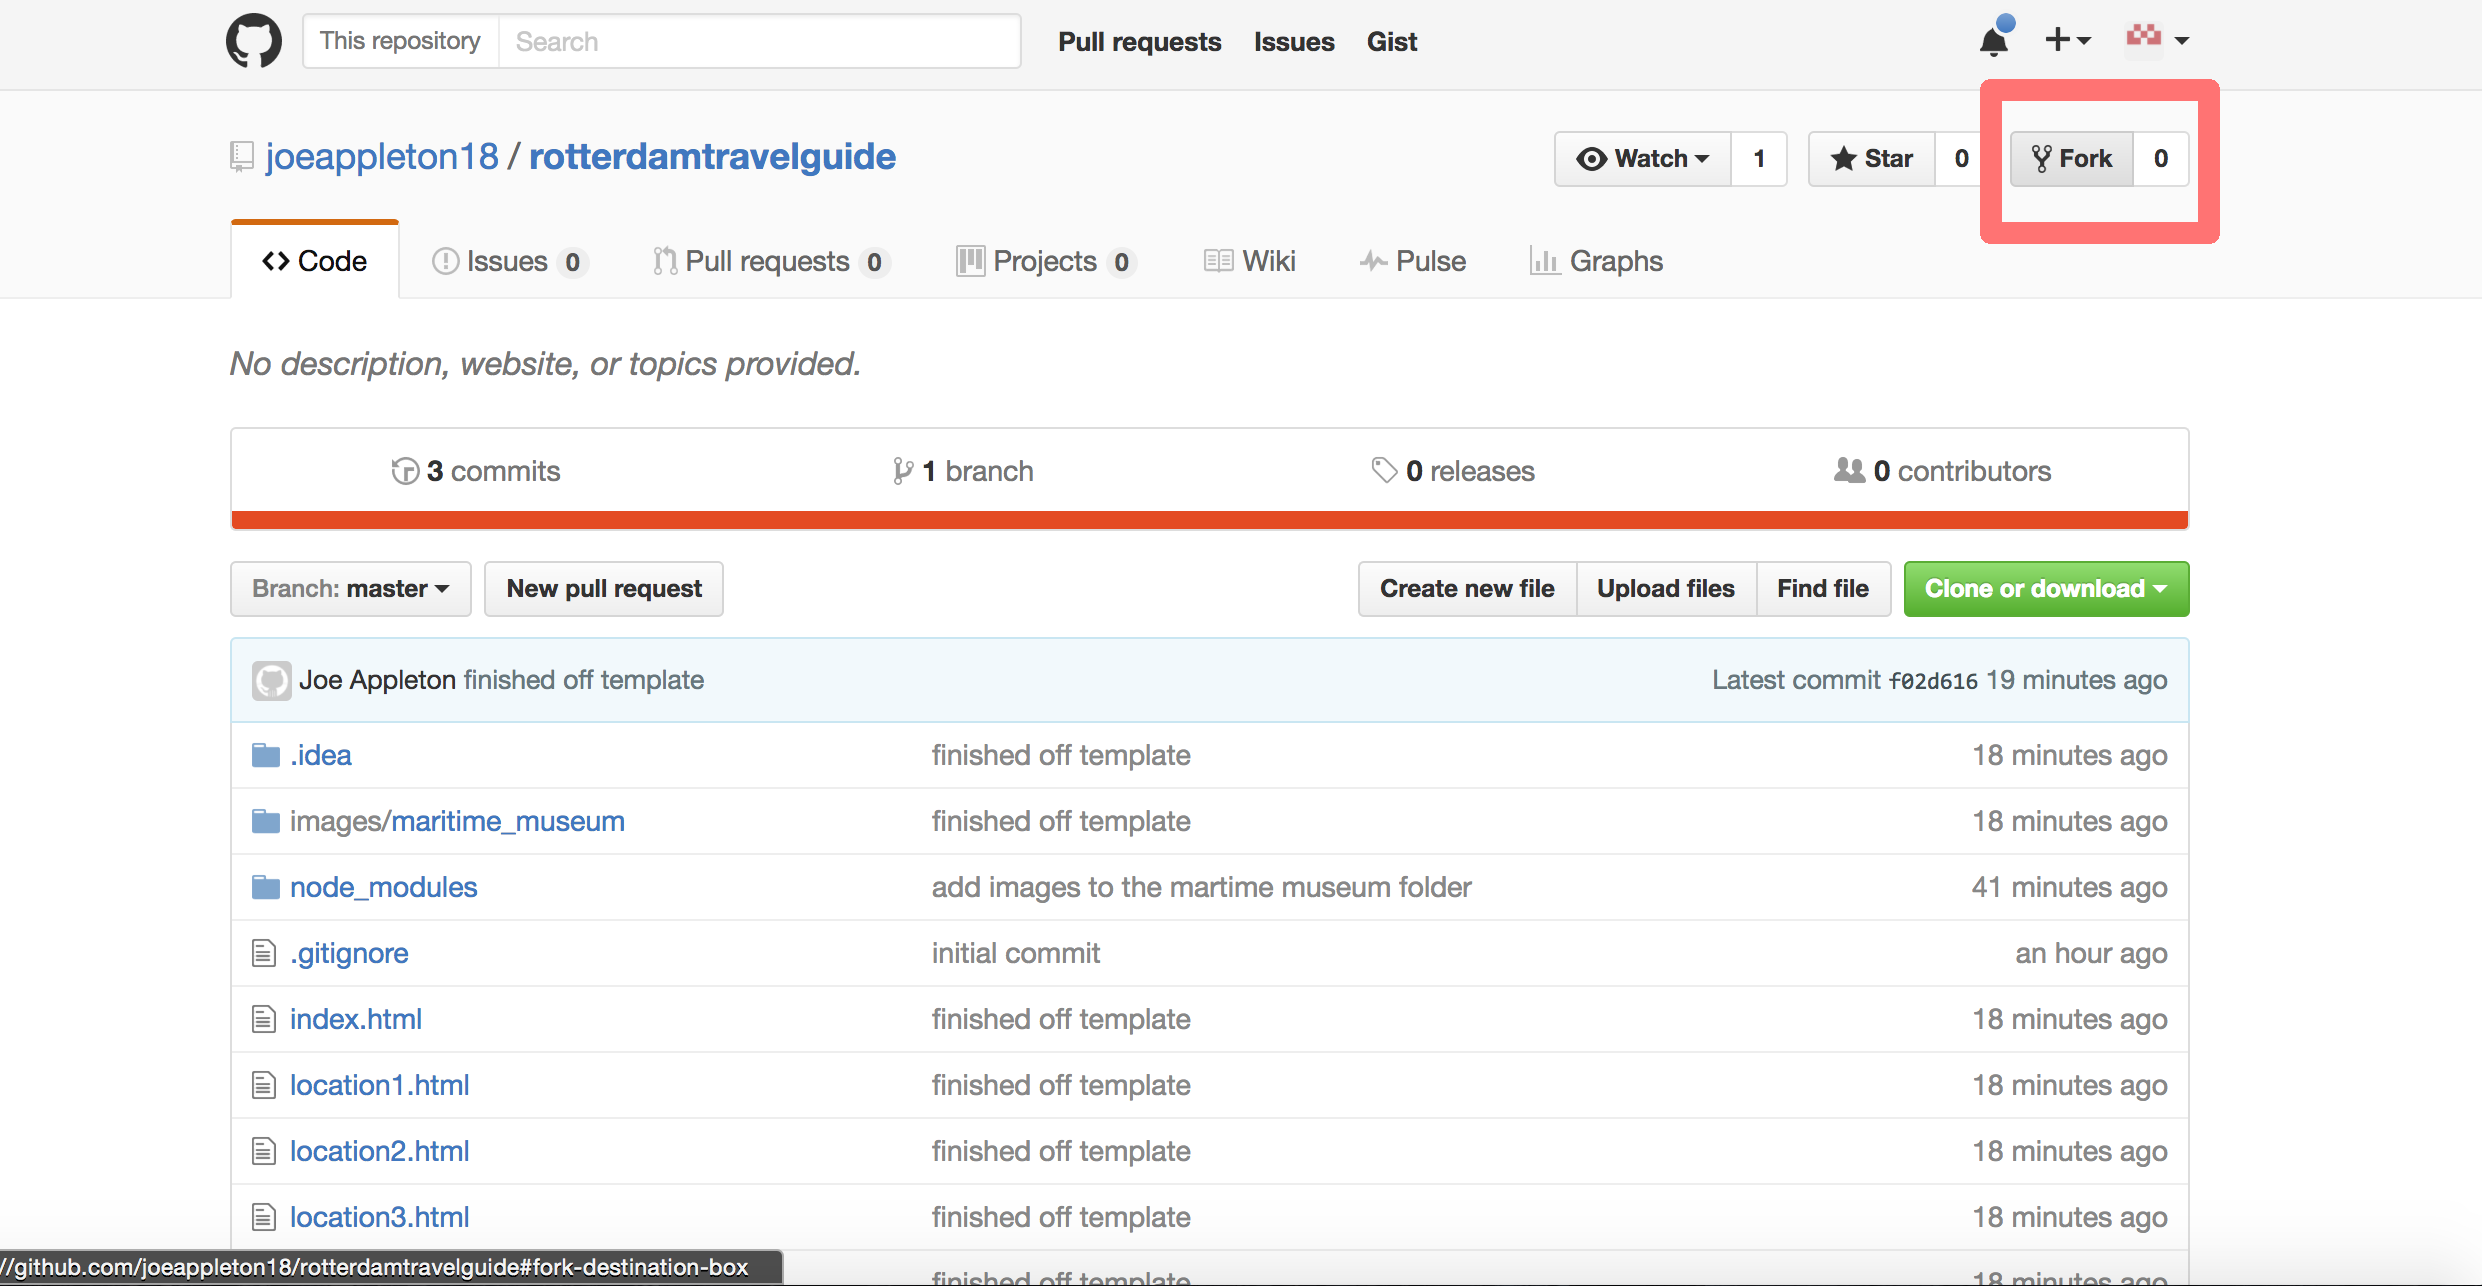 This repository Search Pull requests Issues Gist
joeappleton18 / rotterdamtravelguide Watch 1 Star 0 Fork 0
Code Issues 0 Pull requests 0 Projects 0 Wiki Pulse Graphs
No description, website, or topics provided.
3 commits 1 branch 0 releases 0 contributors
Branch: master New pull request Create new file Upload files Find file Clone or download
Joe Appleton finished off template Latest commit f02d616 19 minutes ago
.idea finished off template 18 minutes ago
images/maritime_museum finished off template 18 minutes ago
node_modules add images to the martime museum folder 41 minutes ago
.gitignore initial commit an hour ago
index.html finished off template 18 minutes ago
location1.html finished off template 18 minutes ago
location2.html finished off template 18 minutes ago
location3.html finished off template 18 minutes ago
//github.com/joeappleton18/rotterdamtravelguide#fork-destination-box finished off template 18 minutes ago